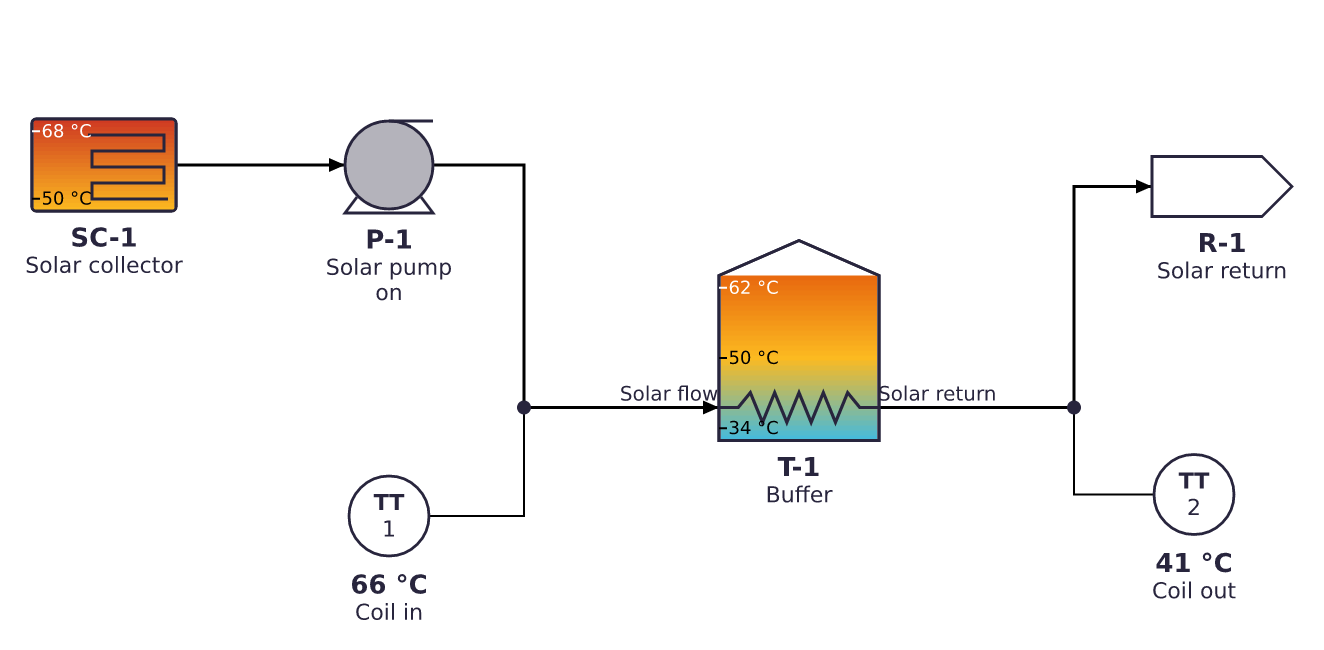 68 °C
50 °C
SC-1
Solar collector
P-1
Solar pump
on
R-1
Solar return
62 °C
50 °C
34 °C
Solar flow
Solar return
T-1
Buffer
TT
1
66 °C
Coil in
TT
2
41 °C
Coil out